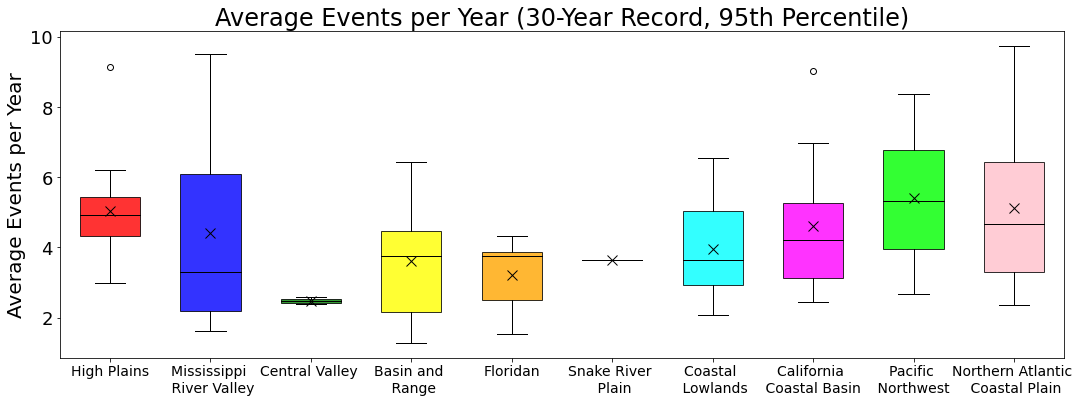 Average Events per Year (30-Year Record, 95th Percentile)
Average Events per Year
10
8
6
4
2
High Plains
Mississippi
River Valley
Central Valley
Basin and
Range
Floridan
Snake River
Plain
Coastal
Lowlands
California
Coastal Basin
Pacific
Northwest
Northern Atlantic
Coastal Plain